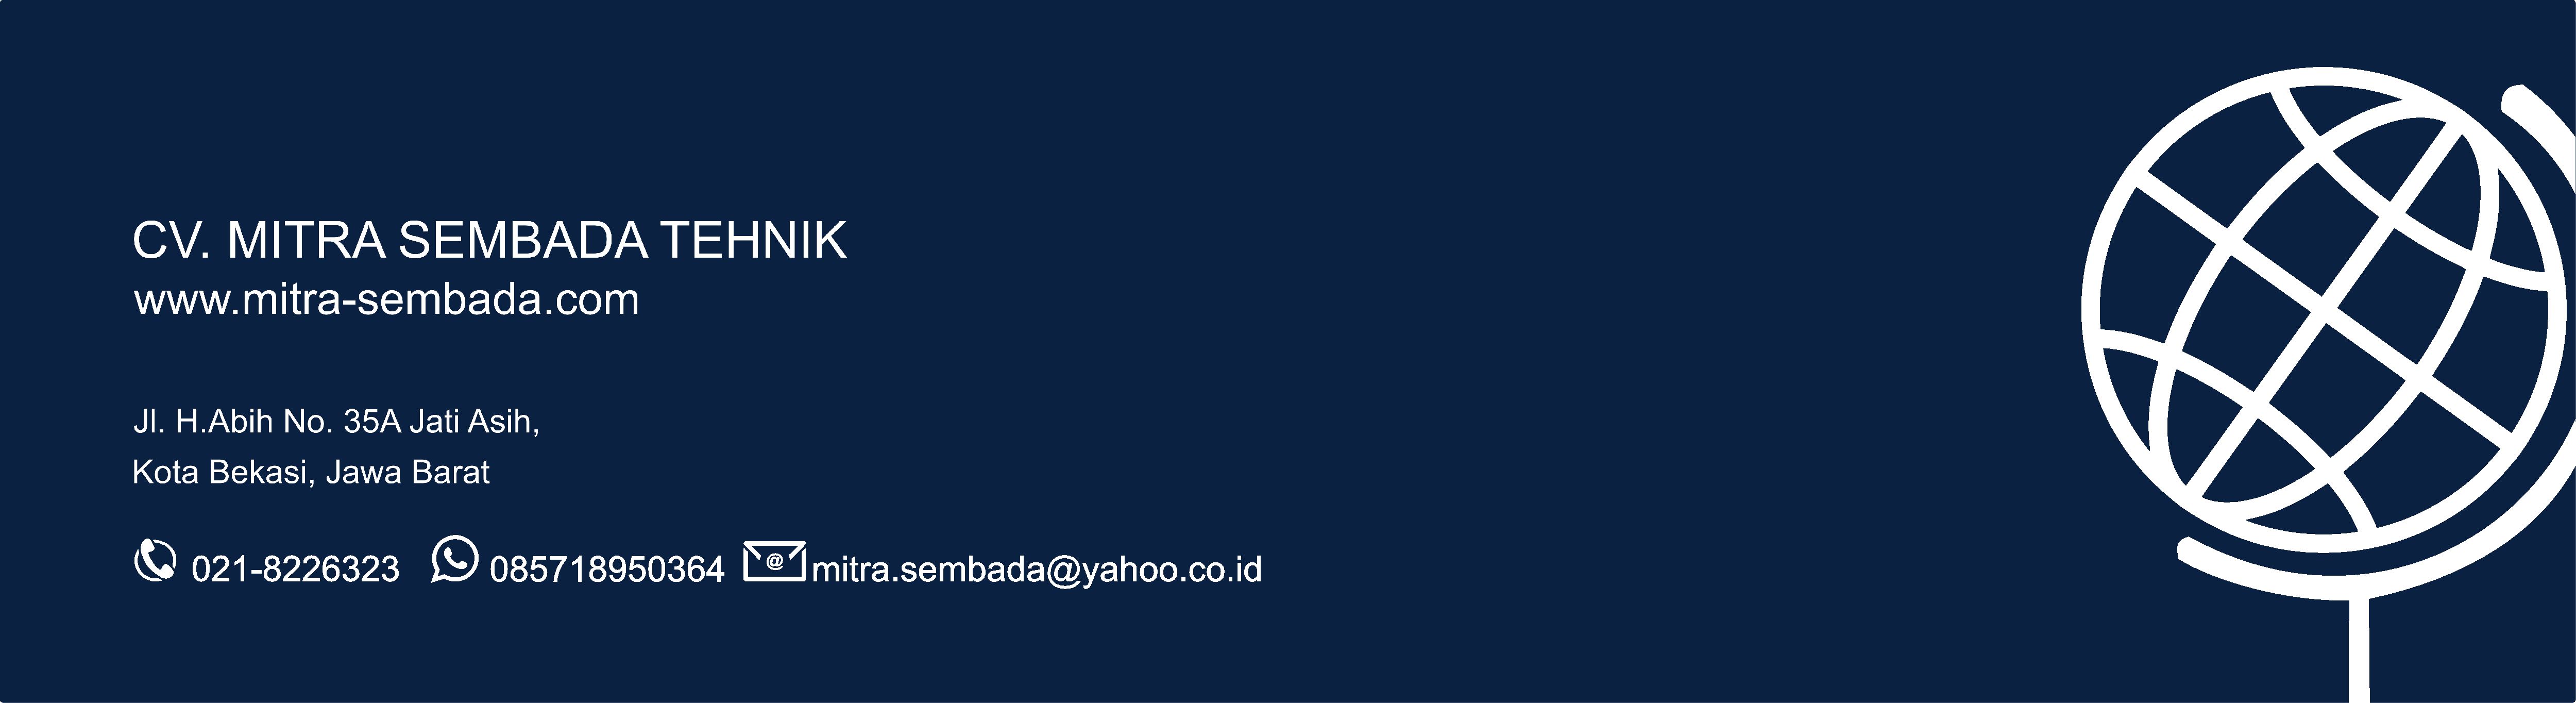 CV. MITRA SEMBADA TEHNIK
www.mitra-sembada.com
Jl. H.Abih No. 35A Jati Asih,
Kota Bekasi, Jawa Barat
021-8226323 085718950364 @ mitra.sembada@yahoo.co.id